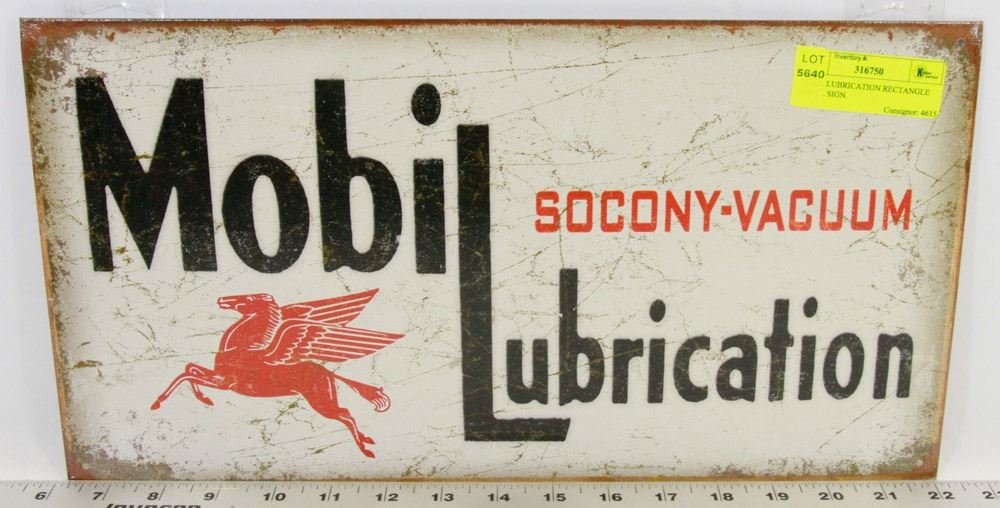 Mobil
SOCONY-VACUUM
Lubrication
LOT
5640
Inventory #:
316750
LUBRICATION RECTANGLE
SIGN.
Consignor: 4615
6 7 8 9 10 11 12 13 14 15 16 17 18 19 20 21 22 23